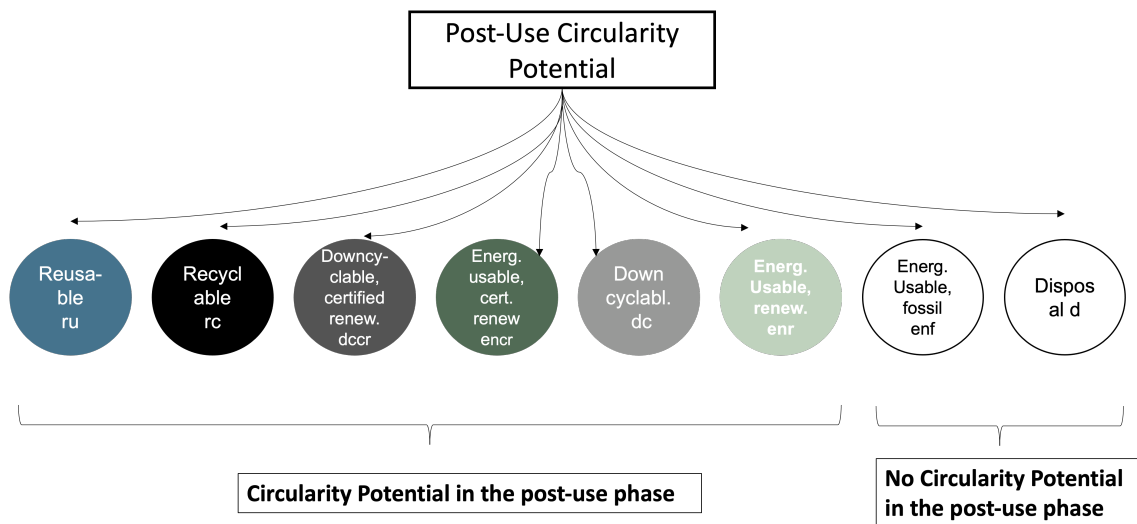 Post-Use Circularity
Potential
Reusa-
ble
ru
Recycl
able
rc
Downcy-
clable,
certified
renew.
dccr
Energ.
usable,
cert.
renew
encr
Down
cyclabl.
dc
Energ.
Usable,
renew.
enr
Energ.
Usable,
fossil
enf
Dispos
al d
Circularity Potential in the post-use phase
No Circularity Potential
in the post-use phase